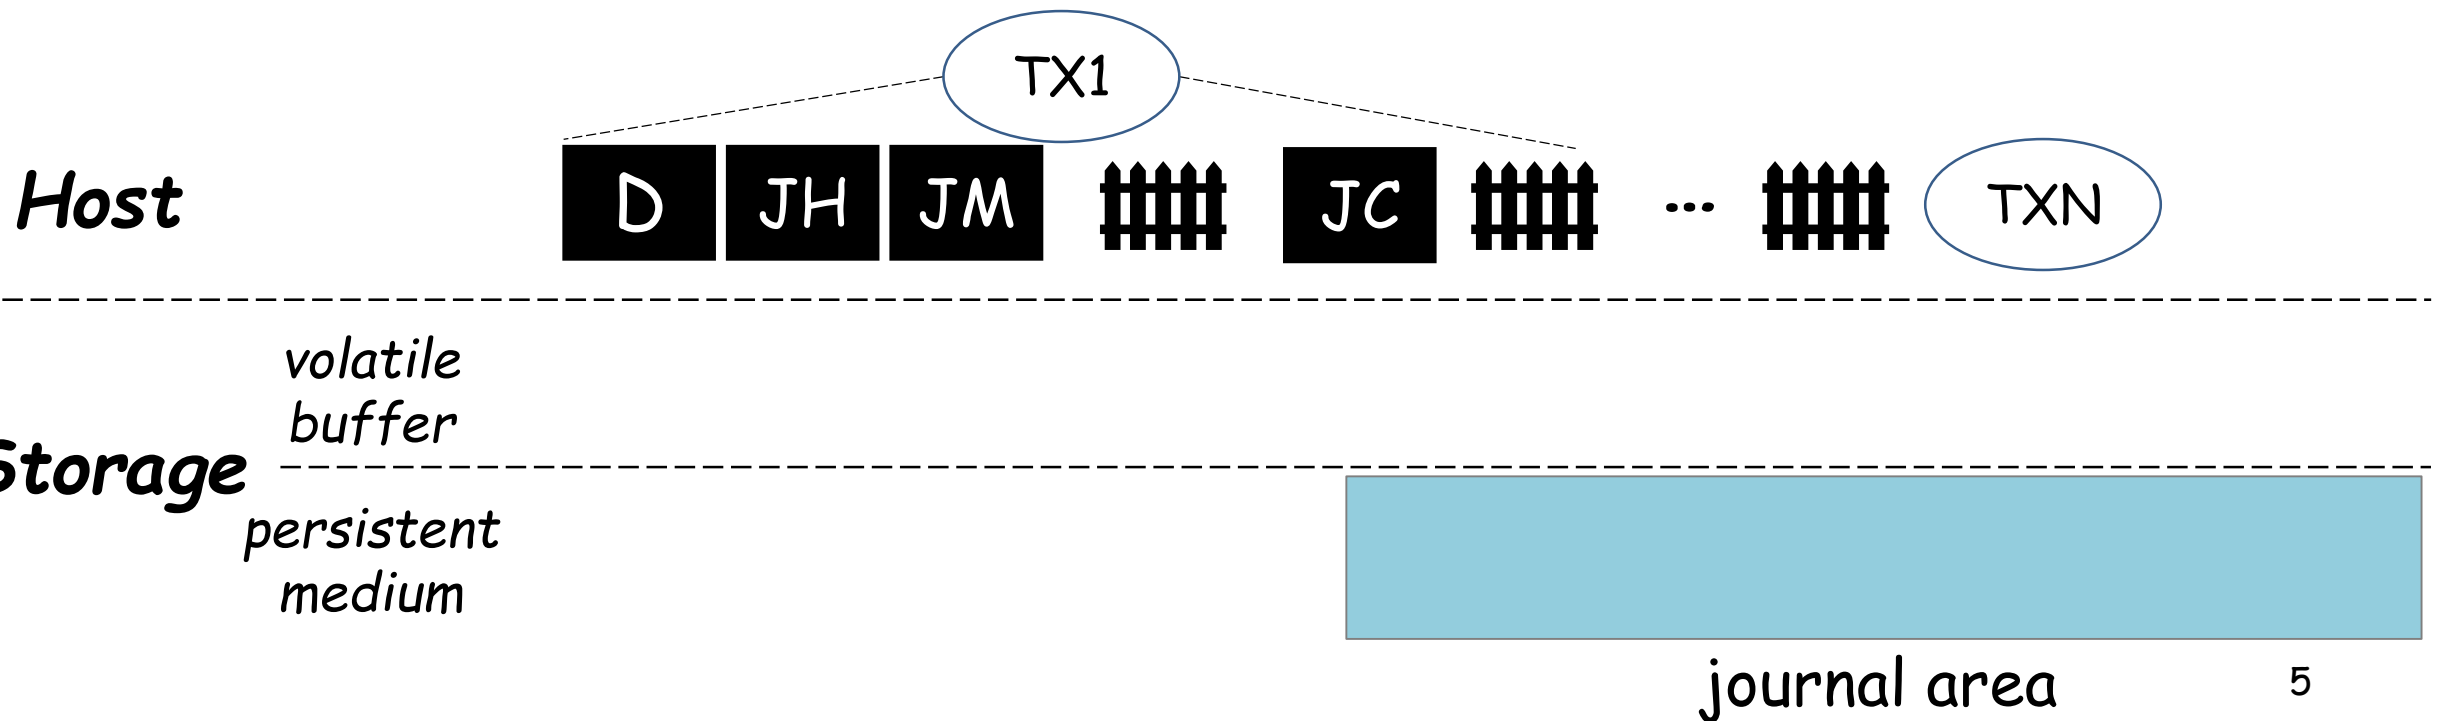 TX1
Host
D
JH
JM
JC
...
TXN
volatile
buffer
Storage
persistent
medium
journal area
5